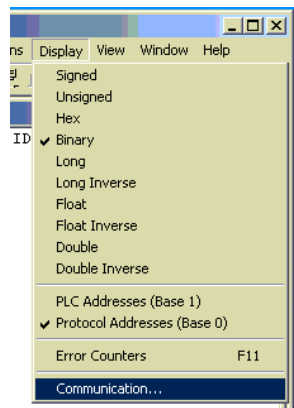 ns Display View Window Help
Signed
Unsigned
Hex
ID
Binary
Long
Long Inverse
Float
Float Inverse
Double
Double Inverse
PLC Addresses (Base 1)
Protocol Addresses (Base 0)
Error Counters F11
Communication...